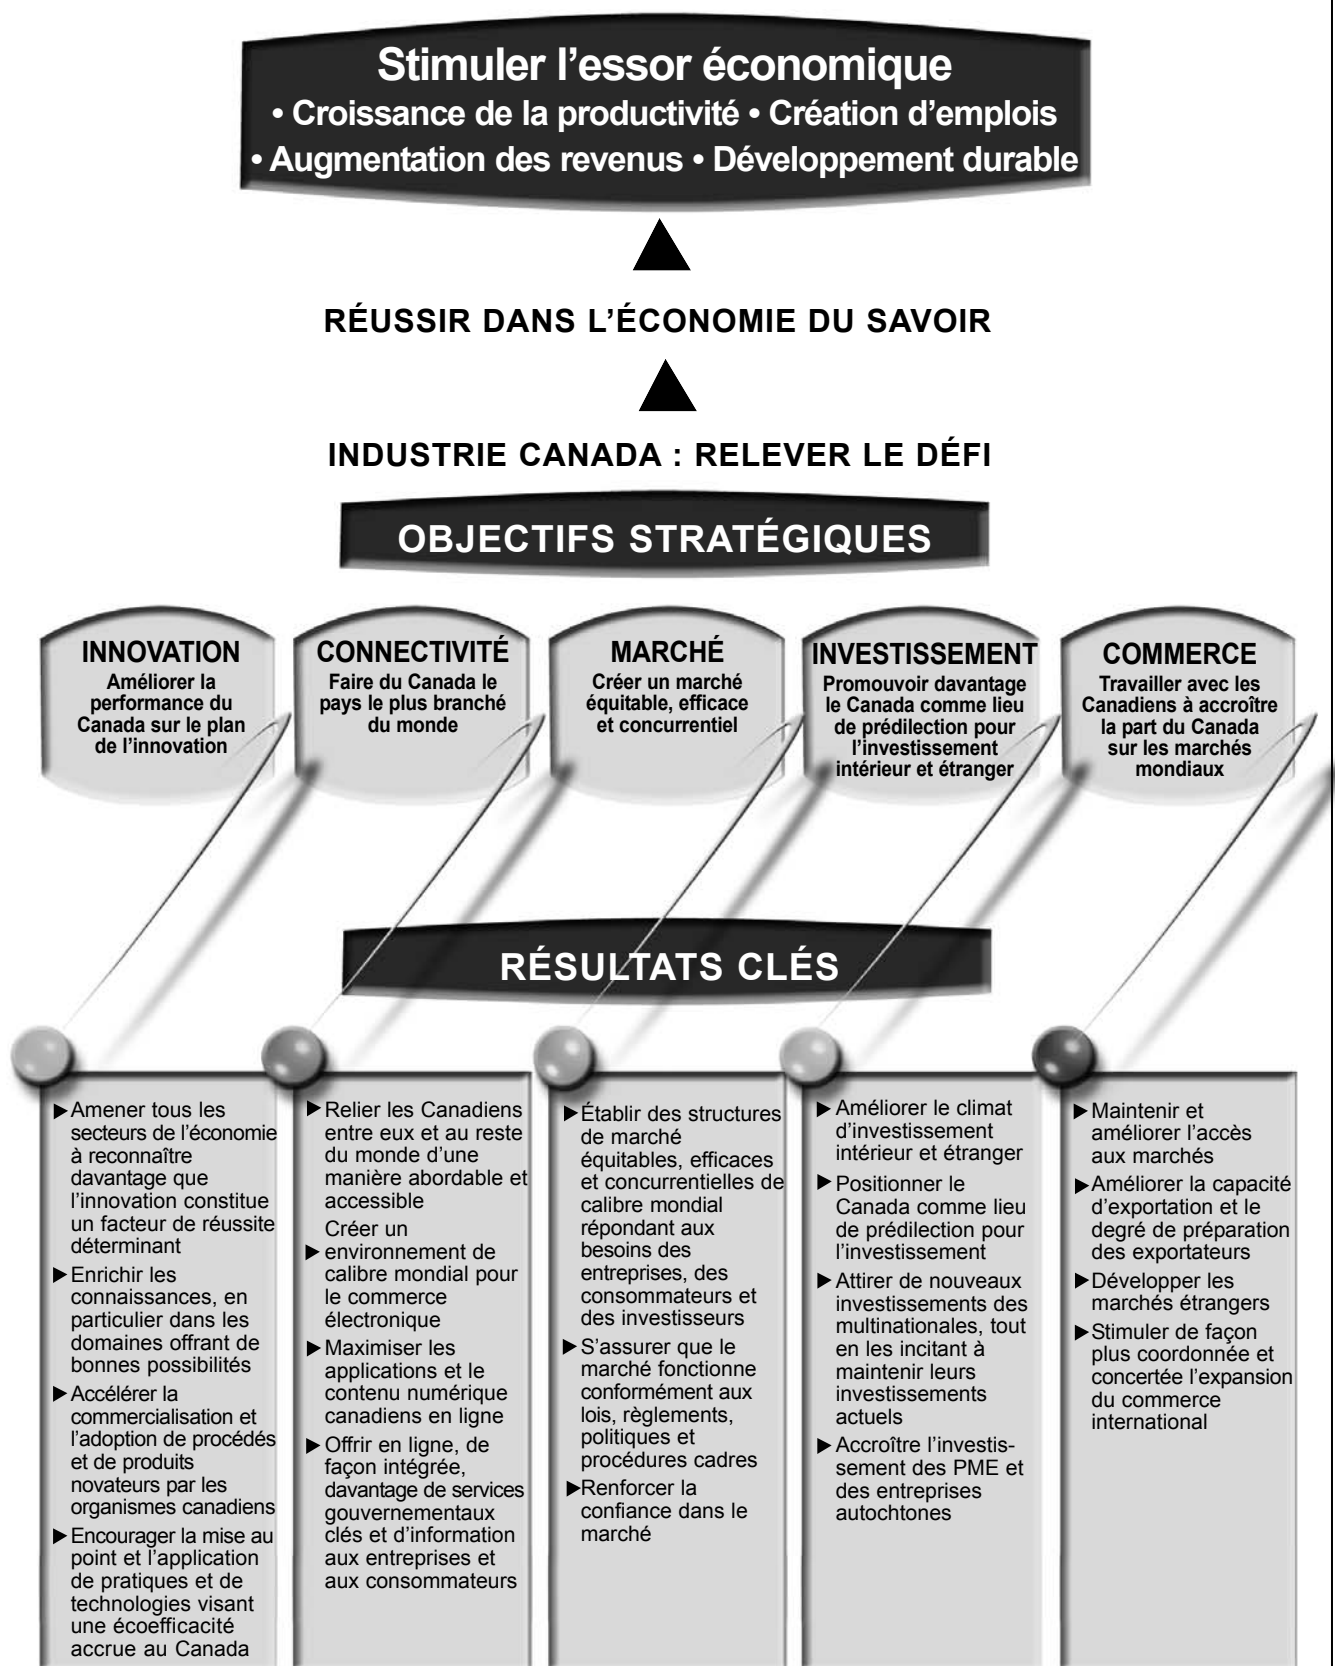 Stimuler l’essor économique
• Croissance de la productivité • Création d’emplois
• Augmentation des revenus • Développement durable
RÉUSSIR DANS L’ÉCONOMIE DU SAVOIR
INDUSTRIE CANADA : RELEVER LE DÉFI
OBJECTIFS STRATÉGIQUES
INNOVATION
Améliorer la
performance du
Canada sur le plan
de l’innovation
CONNECTIVITÉ
Faire du Canada le
pays le plus branché
du monde
MARCHÉ
Créer un marché
équitable, efficace
et concurrentiel
INVESTISSEMENT
Promouvoir davantage
le Canada comme lieu
de prédilection pour
l’investissement
intérieur et étranger
COMMERCE
Travailler avec les
Canadiens à accroître
la part du Canada
sur les marchés
mondiaux
RÉSULTATS CLÉS
▶Amener tous les
secteurs de l’économie
à reconnaître
davantage que
l’innovation constitue
un facteur de réussite
déterminant
▶Enrichir les
connaissances, en
particulier dans les
domaines offrant de
bonnes possibilités
▶Accélérer la
commercialisation et
l’adoption de procédés
et de produits
novateurs par les
organismes canadiens
▶Encourager la mise au
point et l’application
de pratiques et de
technologies visant
une écoefficacité
accrue au Canada
▶Relier les Canadiens
entre eux et au reste
du monde d’une
manière abordable et
accessible
Créer un
▶environnement de
calibre mondial pour
le commerce
électronique
▶Maximiser les
applications et le
contenu numérique
canadiens en ligne
▶Offrir en ligne, de
façon intégrée,
davantage de services
gouvernementaux
clés et d’information
aux entreprises et
aux consommateurs
▶Établir des structures
de marché
équitables, efficaces
et concurrentielles de
calibre mondial
répondant aux
besoins des
entreprises, des
consommateurs et
des investisseurs
▶S’assurer que le
marché fonctionne
conformément aux
lois, règlements,
politiques et
procédures cadres
▶Renforcer la
confiance dans le
marché
▶Améliorer le climat
d’investissement
intérieur et étranger
▶Positionner le
Canada comme lieu
de prédilection pour
l’investissement
▶Attirer de nouveaux
investissements des
multinationales, tout
en les incitant à
maintenir leurs
investissements
actuels
▶Accroître l’investis-
sement des PME et
des entreprises
autochtones
▶Maintenir et
améliorer l’accès
aux marchés
▶Améliorer la capacité
d’exportation et le
degré de préparation
des exportateurs
▶Développer les
marchés étrangers
▶Stimuler de façon
plus coordonnée et
concertée l’expansion
du commerce
international